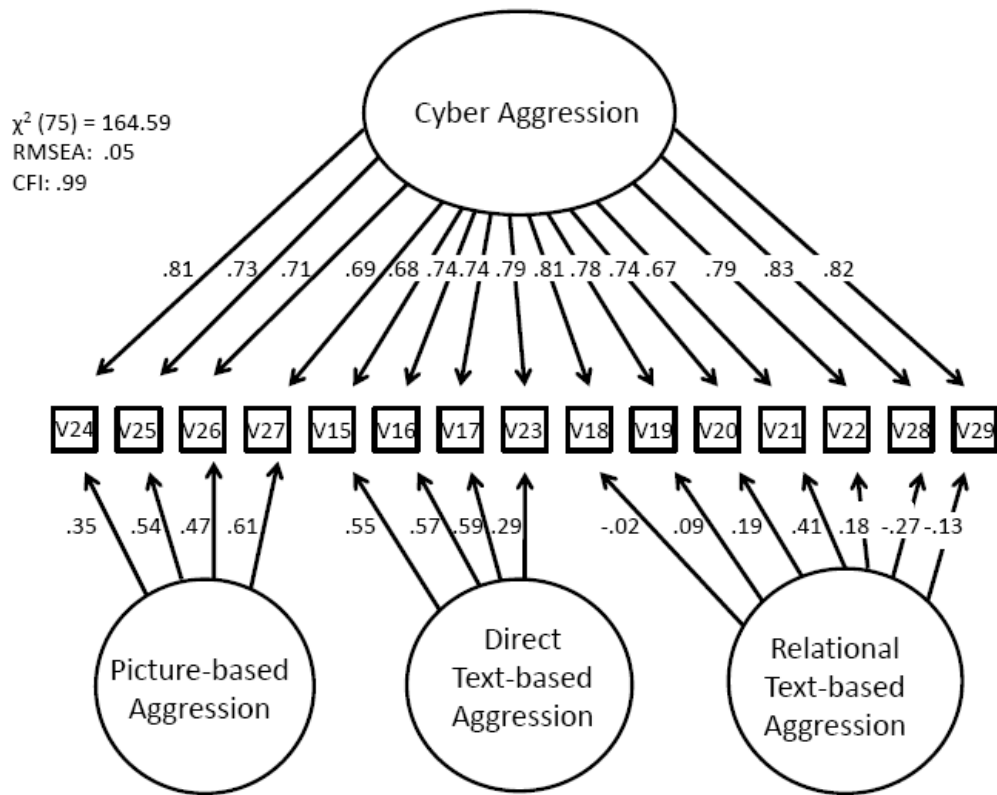 Cyber Aggression
χ² (75) = 164.59
RMSEA: .05
CFI: .99
.81 .73 .71 .69 .68 .74 .74 .79 .81 .78 .74 .67 .79 .83 .82
V24 V25 V26 V27 V15 V16 V17 V23 V18 V19 V20 V21 V22 V28 V29
.35 .54 .47 .61 .55 .57 .59 .29 -.02 .09 .19 .41 .18 -.27 -.13
Picture-based
Aggression
Direct
Text-based
Aggression
Relational
Text-based
Aggression